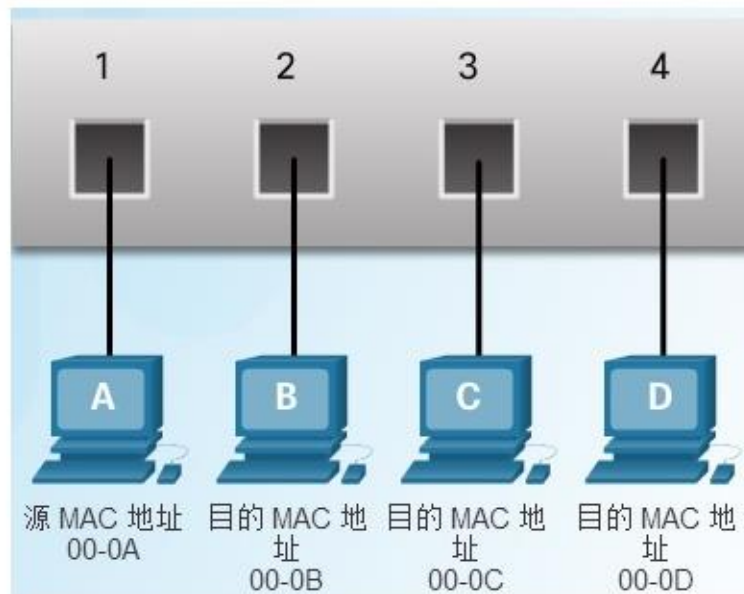 1 2 3 4
A B C D
源 MAC 地址
00-0A
目的 MAC 地
址
00-0B
目的 MAC 地
址
00-0C
目的 MAC 地
址
00-0D